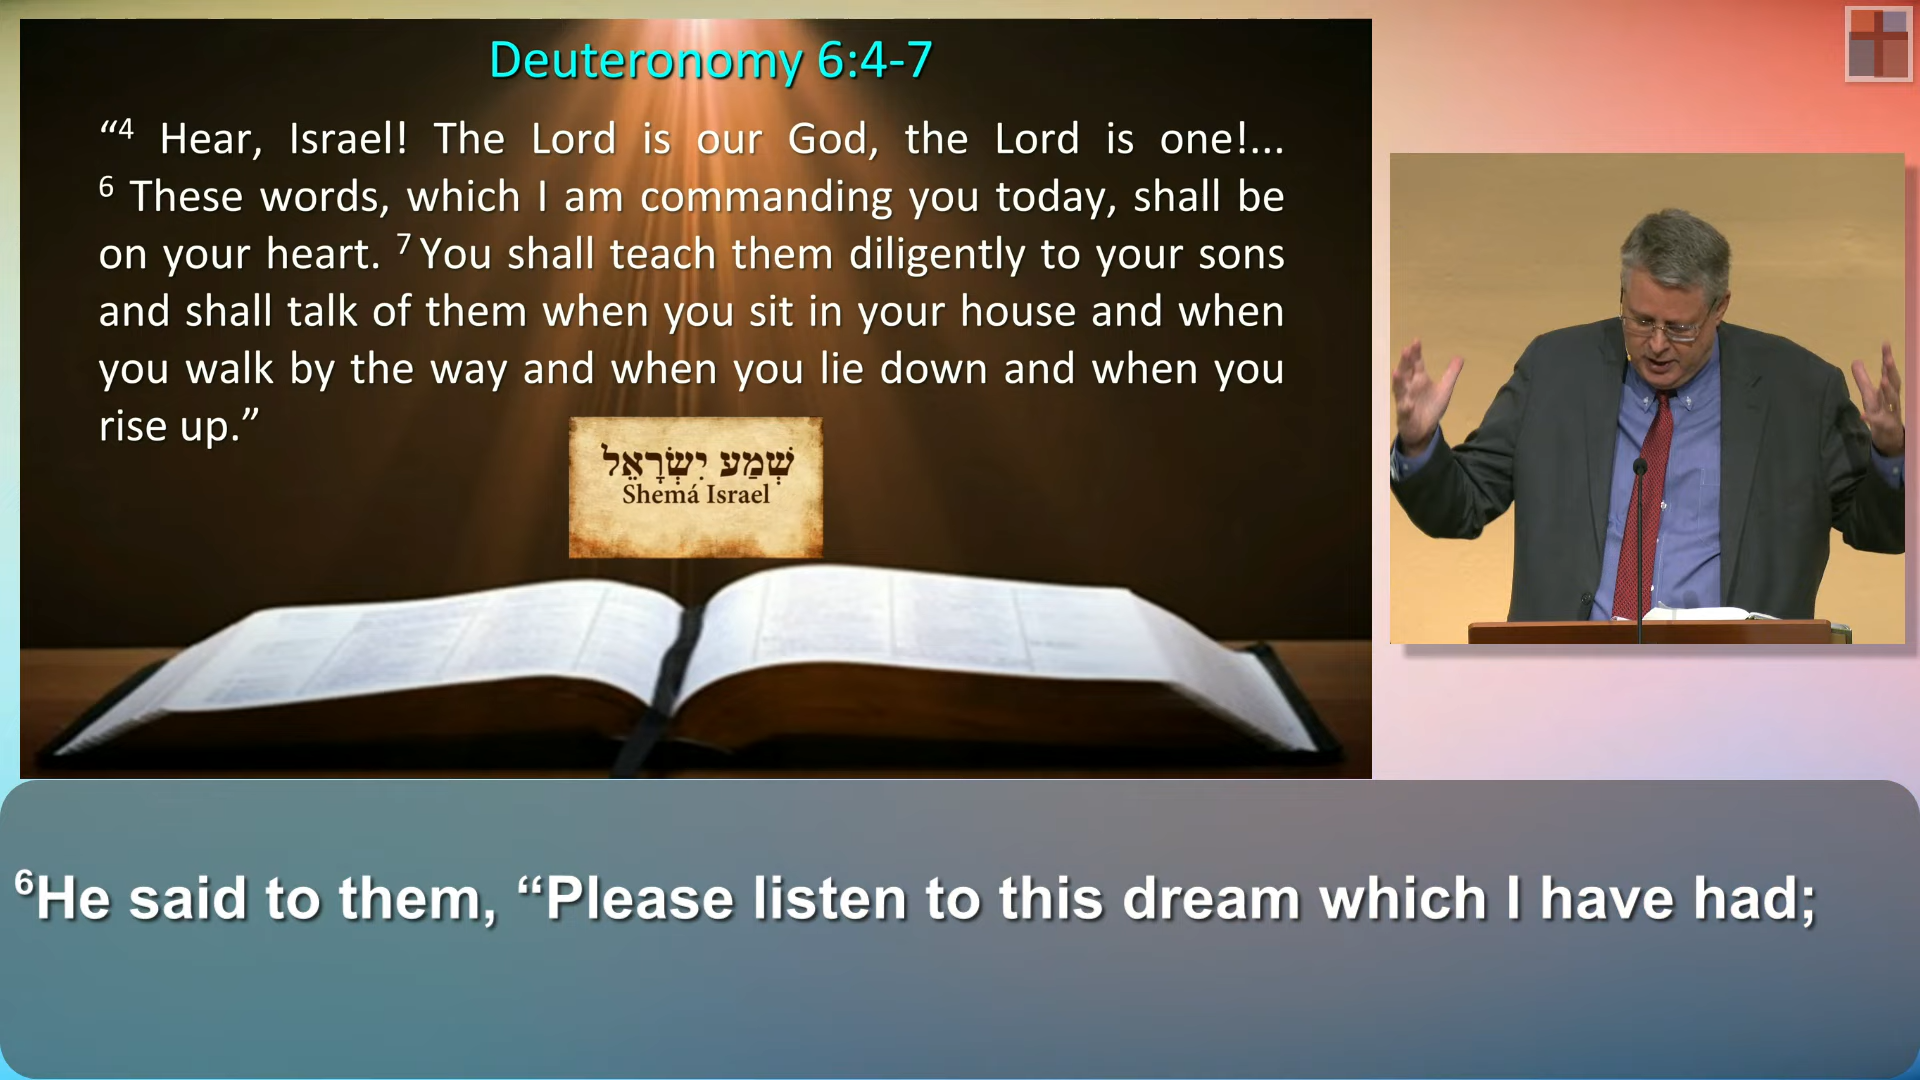 Deuteronomy 6:4-7
“⁴ Hear, Israel! The Lord is our God, the Lord is one!...
⁶ These words, which I am commanding you today, shall be
on your heart. ⁷ You shall teach them diligently to your sons
and shall talk of them when you sit in your house and when
you walk by the way and when you lie down and when you
rise up.”
שְׁמַע יִשְׂרָאֵל
Shemá Israel
⁶He said to them, “Please listen to this dream which I have had;